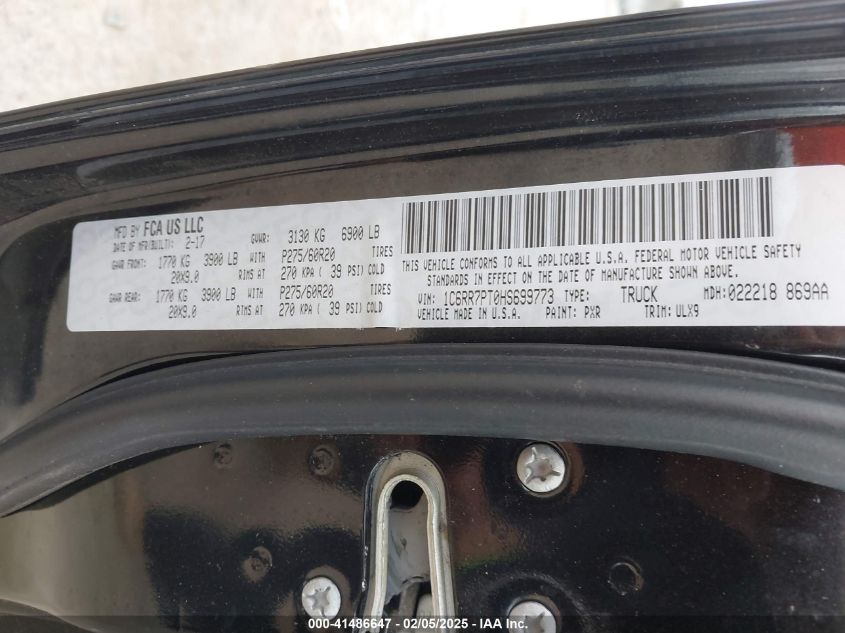 MFD BY FCA US LLC
DATE OF MFR(BUILT): 2-17 GVWR: 3130 KG 6900 LB
GAWR FRONT: 1770 KG 3900 LB WITH P275/60R20 TIRES
20X9.0 RIMS AT 270 KPA ( 39 PSI) COLD
GAWR REAR: 1770 KG 3900 LB WITH P275/60R20 TIRES
20X9.0 RIMS AT 270 KPA ( 39 PSI) COLD
THIS VEHICLE CONFORMS TO ALL APPLICABLE U.S.A. FEDERAL MOTOR VEHICLE SAFETY
STANDARDS IN EFFECT ON THE DATE OF MANUFACTURE SHOWN ABOVE.
VIN: 1C6RR7PT0HS699773 TYPE: TRUCK MDH: 022218 869AA
VEHICLE MADE IN U.S.A. PAINT: PXR TRIM: ULX9
000-41486647 - 02/05/2025 - IAA Inc.